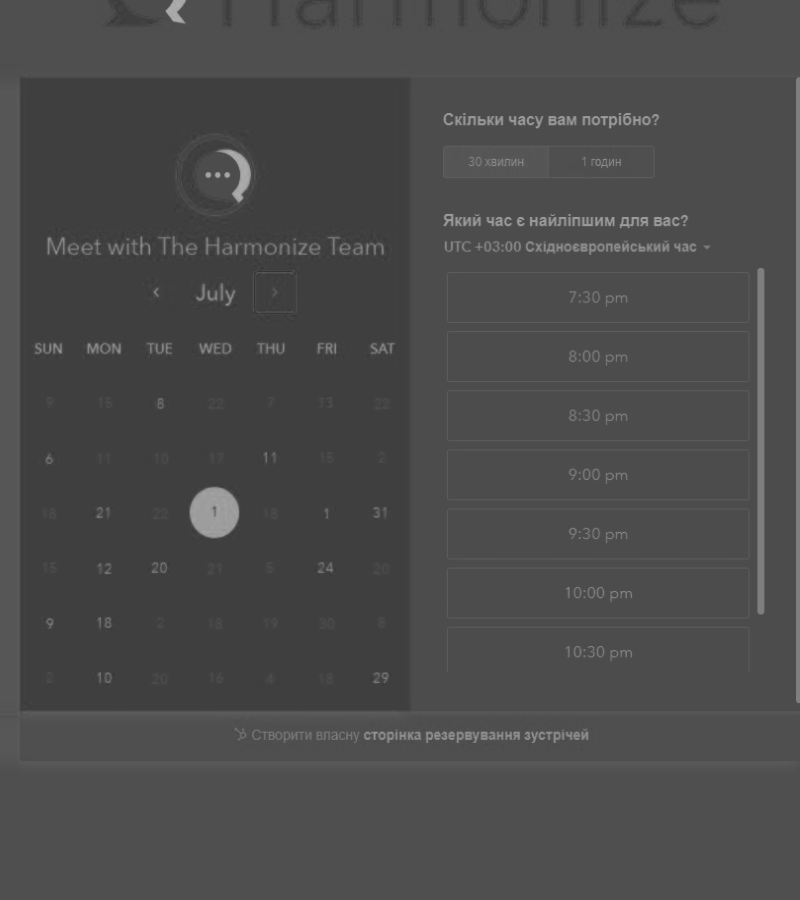 Harmonize
Meet with The Harmonize Team
July
SUN MON TUE WED THU FRI SAT
9 15 8 22 7 13 22
6 11 10 17 11 15 2
18 21 22 1 18 1 31
15 12 20 21 5 24 20
9 18 2 18 19 30 8
2 10 20 16 4 18 29
Скільки часу вам потрібно?
30 хвилин 1 годин
Який час є найліпшим для вас?
UTC +03:00 Східноєвропейський час
7:30 pm
8:00 pm
8:30 pm
9:00 pm
9:30 pm
10:00 pm
10:30 pm
Створити власну сторінка резервування зустрічей